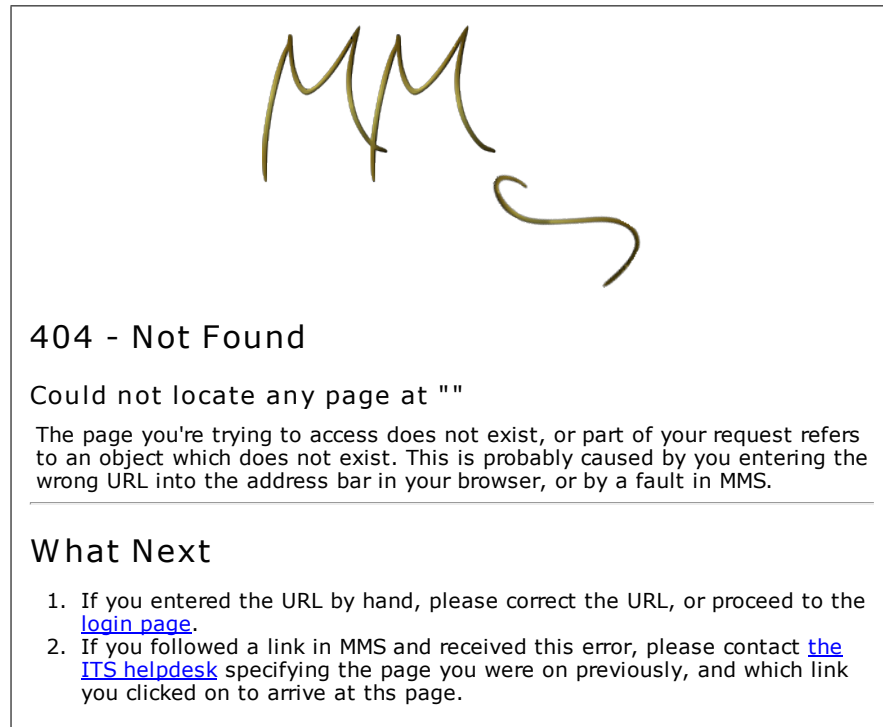 MMS
404 - Not Found
Could not locate any page at ""
The page you're trying to access does not exist, or part of your request refers
to an object which does not exist. This is probably caused by you entering the
wrong URL into the address bar in your browser, or by a fault in MMS.
What Next
1. If you entered the URL by hand, please correct the URL, or proceed to the
login page.
2. If you followed a link in MMS and received this error, please contact the
ITS helpdesk specifying the page you were on previously, and which link
you clicked on to arrive at ths page.